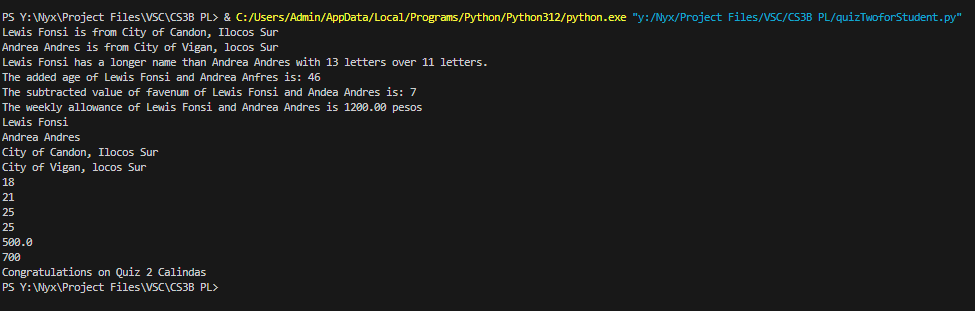 PS Y:\Nyx\Project Files\VSC\CS3B PL> & C:/Users/Admin/AppData/Local/Programs/Python/Python312/python.exe "y:/Nyx/Project Files/VSC/CS3B PL/quizTwoforStudent.py"
Lewis Fonsi is from City of Candon, Ilocos Sur
Andrea Andres is from City of Vigan, locos Sur
Lewis Fonsi has a longer name than Andrea Andres with 13 letters over 11 letters.
The added age of Lewis Fonsi and Andrea Anfres is: 46
The subtracted value of favenum of Lewis Fonsi and Andea Andres is: 7
The weekly allowance of Lewis Fonsi and Andrea Andres is 1200.00 pesos
Lewis Fonsi
Andrea Andres
City of Candon, Ilocos Sur
City of Vigan, locos Sur
18
21
25
25
500.0
700
Congratulations on Quiz 2 Calindas
PS Y:\Nyx\Project Files\VSC\CS3B PL>